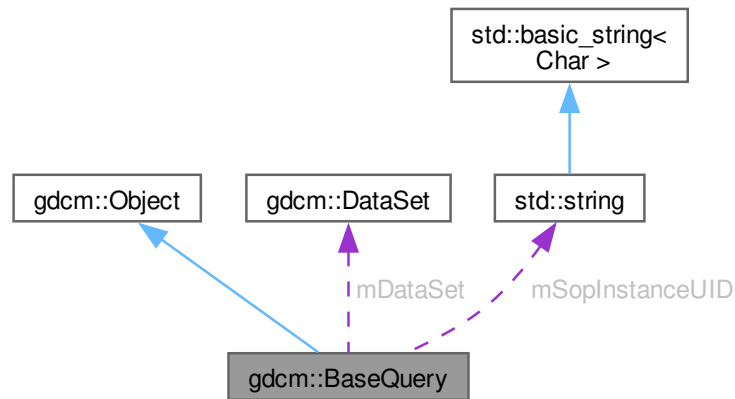 std::basic_string<
Char >
gdcm::Object
gdcm::DataSet
std::string
mDataSet
mSopInstanceUID
gdcm::BaseQuery